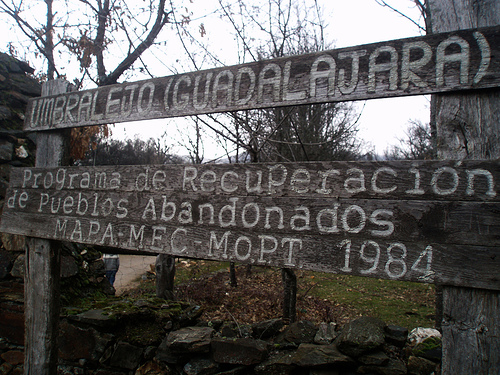 UMBRALEJO (GUADALAJARA)
Programa de Recuperación
de Pueblos Abandonados
MAPA-MEC-MOPT 1984